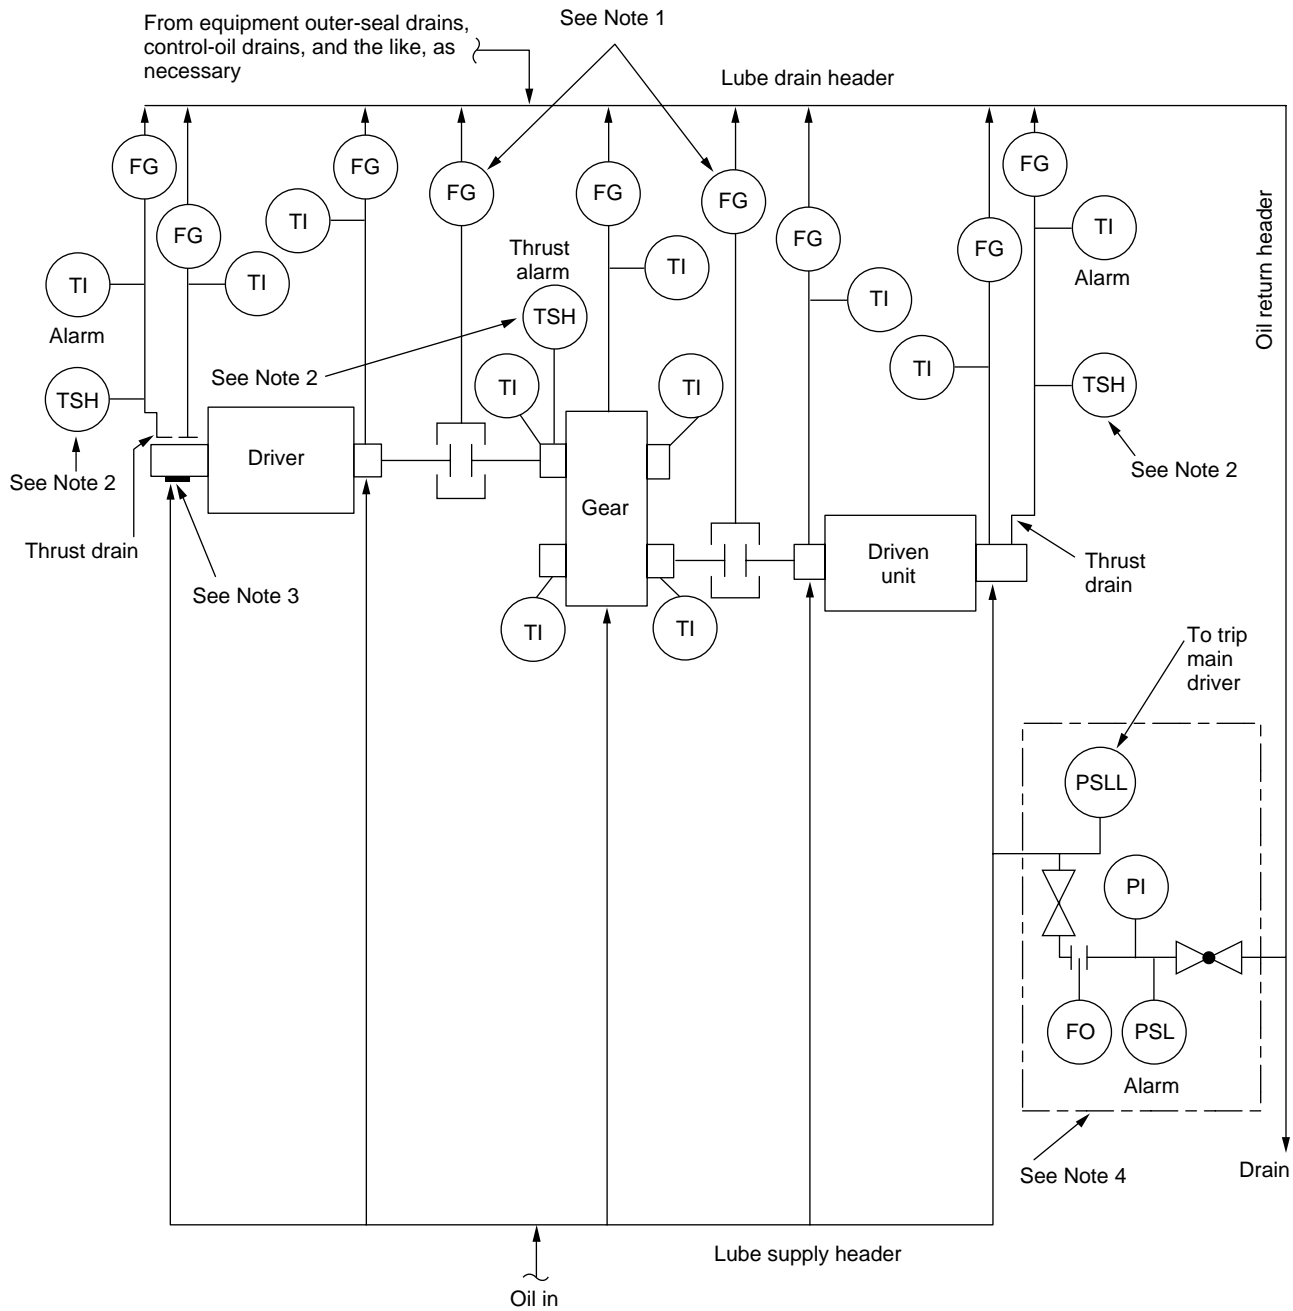 From equipment outer-seal drains,
control-oil drains, and the like, as
necessary
See Note 1
Lube drain header
FG
FG
FG
FG
FG
FG
FG
FG
FG
TI
TI
TI
TI
TI
TI
TI
Alarm
Alarm
Thrust
alarm
TSH
See Note 2
TI
TI
TSH
TSH
See Note 2
See Note 2
Oil return header
Driver
Gear
Driven
unit
Thrust drain
See Note 3
Thrust
drain
TI
TI
To trip
main
driver
PSLL
PI
FO
PSL
Alarm
See Note 4
Drain
Lube supply header
Oil in